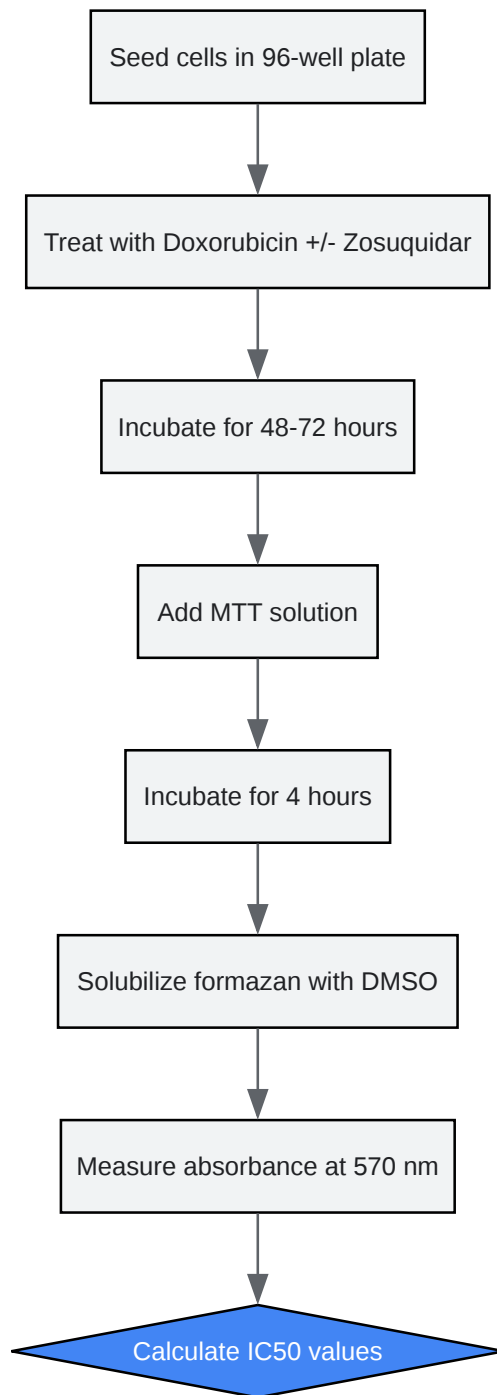 Seed cells in 96-well plate
Treat with Doxorubicin +/- Zosuquidar
Incubate for 48-72 hours
Add MTT solution
Incubate for 4 hours
Solubilize formazan with DMSO
Measure absorbance at 570 nm
Calculate IC50 values